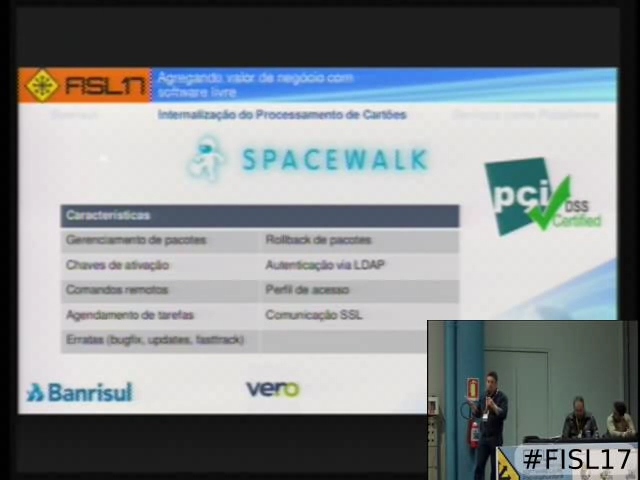 FISL17
Agregando valor de negócio com
software livre
Banrisul
Internalização do Processamento de Cartões
SPACEWALK
pci
DSS
Certified
Características
Gerenciamento de pacotes
Rollback de pacotes
Chaves de ativação
Autenticação via LDAP
Comandos remotos
Perfil de acesso
Agendamento de tarefas
Comunicação SSL
Erratas (bugfix, updates, fasttrack)
Banrisul
vero
#FISL17